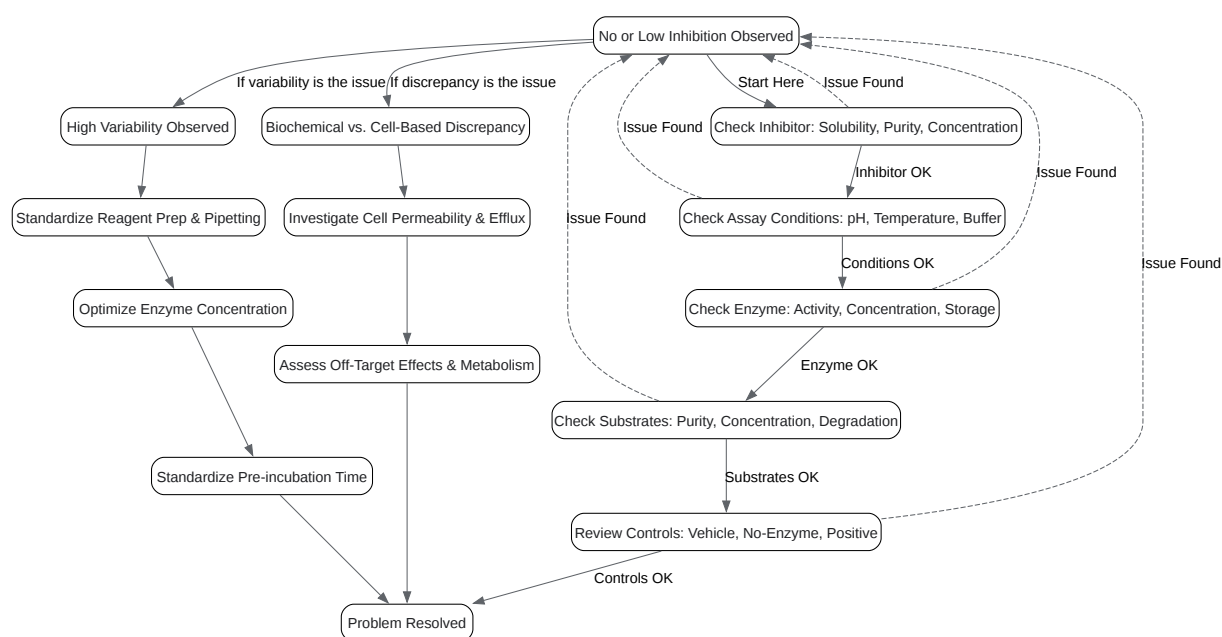 No or Low Inhibition Observed
If variability is the issue
If discrepancy is the issue
Start Here
Issue Found
High Variability Observed
Biochemical vs. Cell-Based Discrepancy
Check Inhibitor: Solubility, Purity, Concentration
Issue Found
Inhibitor OK
Issue Found
Standardize Reagent Prep & Pipetting
Investigate Cell Permeability & Efflux
Issue Found
Check Assay Conditions: pH, Temperature, Buffer
Conditions OK
Issue Found
Optimize Enzyme Concentration
Check Enzyme: Activity, Concentration, Storage
Assess Off-Target Effects & Metabolism
Enzyme OK
Check Substrates: Purity, Concentration, Degradation
Standardize Pre-incubation Time
Substrates OK
Review Controls: Vehicle, No-Enzyme, Positive
Controls OK
Problem Resolved